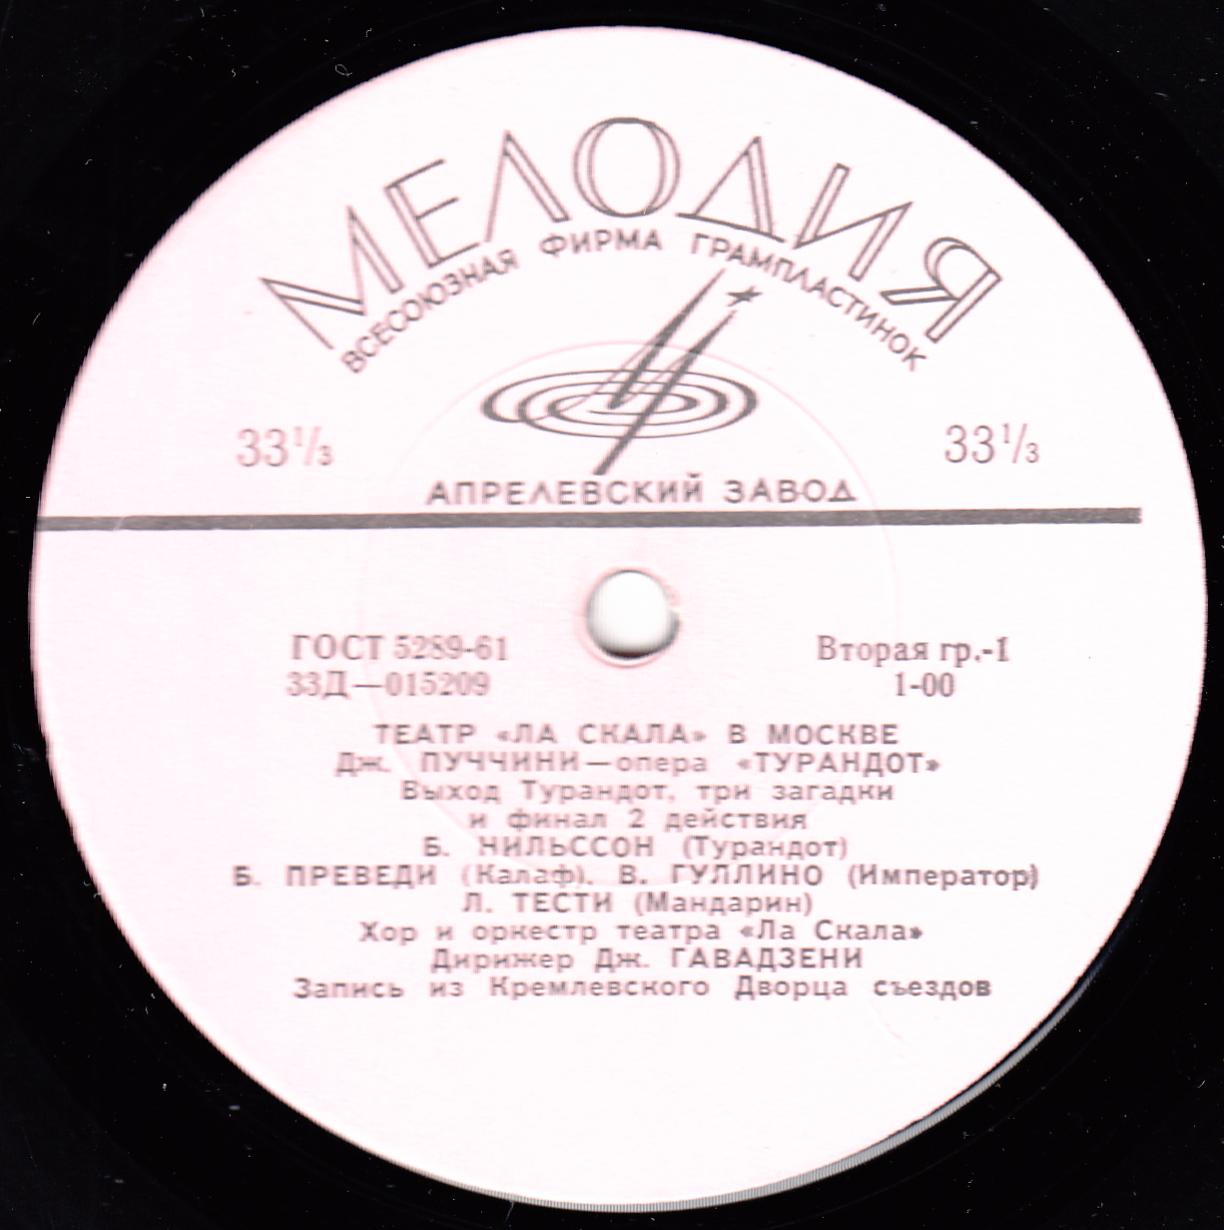 МЕЛОДИЯ
ВСЕСОЮЗНАЯ ФИРМА ГРАМПЛАСТИНОК
33⅓ 33⅓
АПРЕЛЕВСКИЙ ЗАВОД
ГОСТ 5289-61 Вторая гр.-1
33Д—015209 1-00
ТЕАТР «ЛА СКАЛА» В МОСКВЕ
Дж. ПУЧЧИНИ—опера «ТУРАНДОТ»
Выход Турандот, три загадки
и финал 2 действия
Б. НИЛЬССОН (Турандот)
Б. ПРЕВЕДИ (Калаф), В. ГУЛЛИНО (Император)
Л. ТЕСТИ (Мандарин)
Хор и оркестр театра «Ла Скала»
Дирижер Дж. ГАВАДЗЕНИ
Запись из Кремлевского Дворца съездов